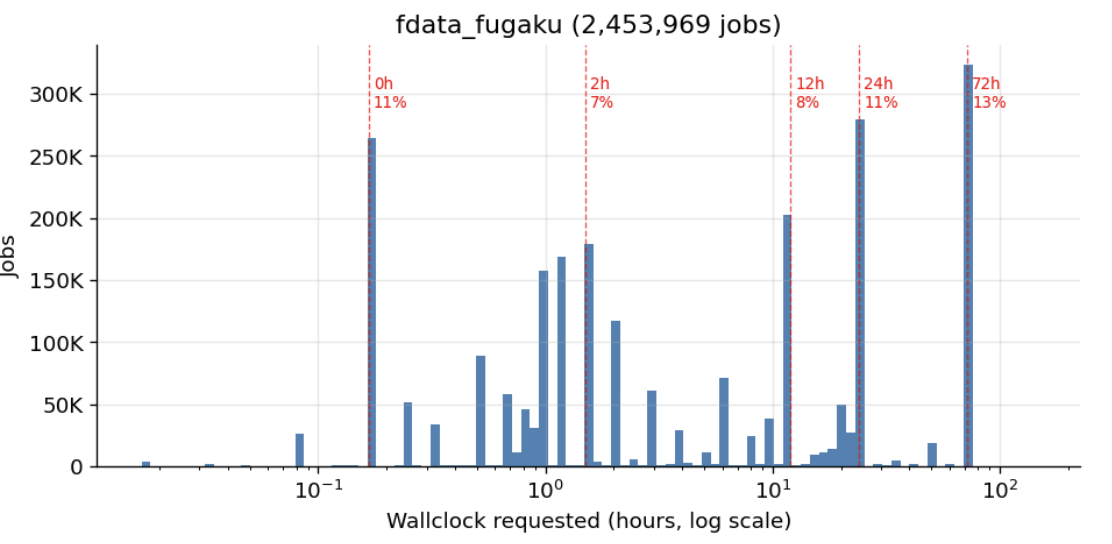 fdata_fugaku (2,453,969 jobs)
0h
11%
2h
7%
12h
8%
24h
11%
72h
13%
300K
250K
200K
150K
100K
50K
0
Jobs
10⁻¹
10⁰
10¹
10²
Wallclock requested (hours, log scale)